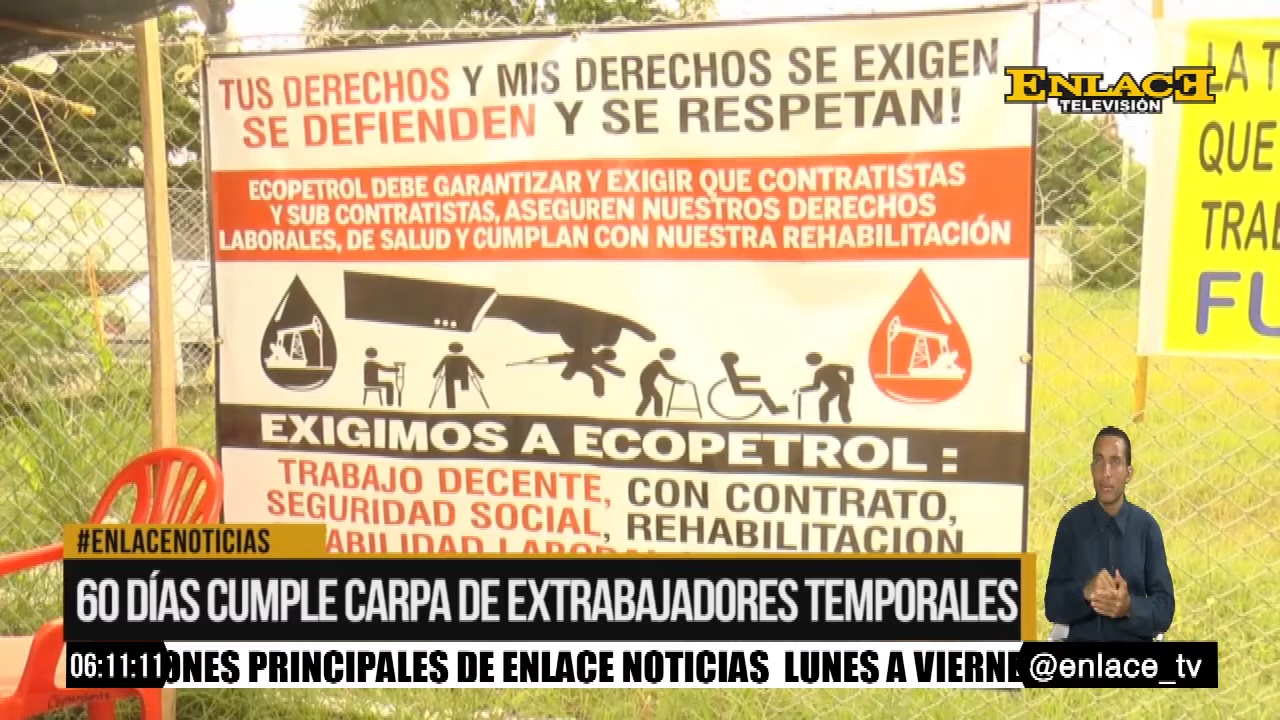 TUS DERECHOS Y MIS DERECHOS SE EXIGEN
SE DEFIENDEN Y SE RESPETAN!
ECOPETROL DEBE GARANTIZAR Y EXIGIR QUE CONTRATISTAS
Y SUB CONTRATISTAS, ASEGUREN NUESTROS DERECHOS
LABORALES, DE SALUD Y CUMPLAN CON NUESTRA REHABILITACIÓN
EXIGIMOS A ECOPETROL :
TRABAJO DECENTE, CON CONTRATO,
SEGURIDAD SOCIAL, REHABILITACION
ENLACE
TELEVISIÓN
LA T
QUE
TRAB
FU
#ENLACENOTICIAS
60 DÍAS CUMPLE CARPA DE EXTRABAJADORES TEMPORALES
06:11:11
ONES PRINCIPALES DE ENLACE NOTICIAS LUNES A VIERNE
@enlace_tv